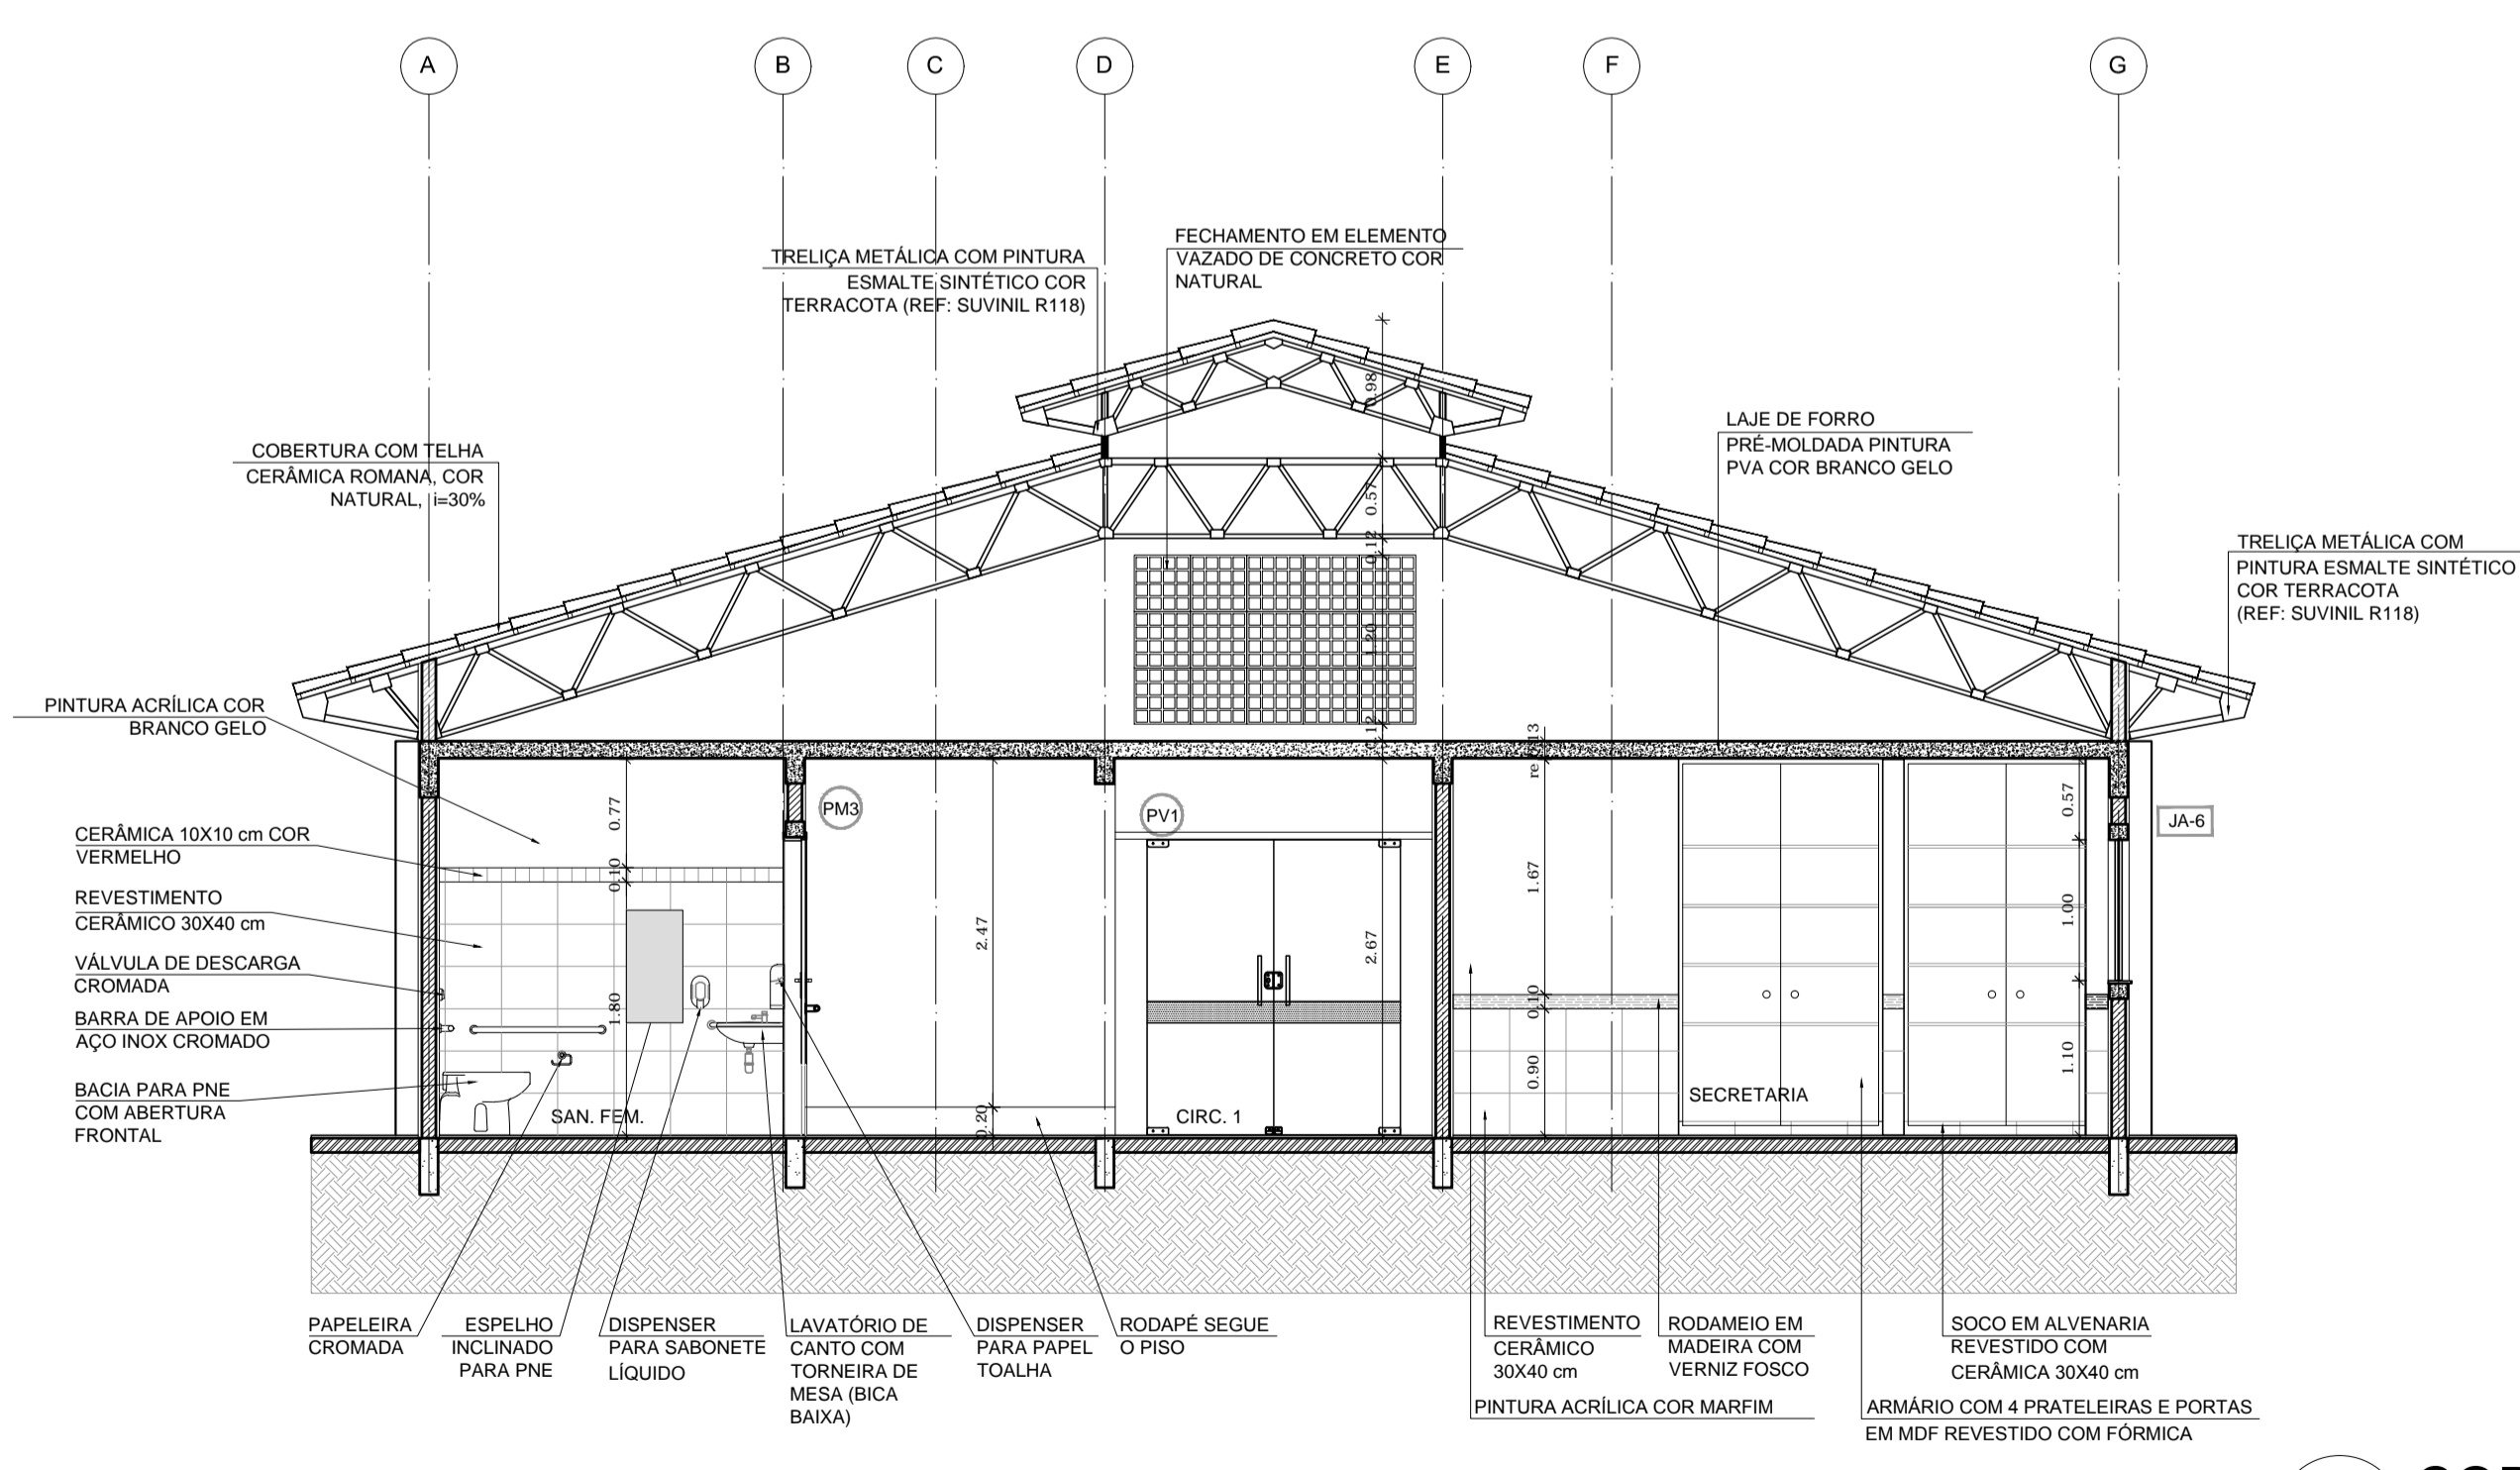 A
B
C
D
E
F
G
TRELIÇA METÁLICA COM PINTURA
ESMALTE SINTÉTICO COR
TERRACOTA (REF: SUVINIL R118)
FECHAMENTO EM ELEMENTO
VAZADO DE CONCRETO COR
NATURAL
COBERTURA COM TELHA
CERÂMICA ROMANA, COR
NATURAL, i=30%
LAJE DE FORRO
PRÉ-MOLDADA PINTURA
PVA COR BRANCO GELO
TRELIÇA METÁLICA COM
PINTURA ESMALTE SINTÉTICO
COR TERRACOTA
(REF: SUVINIL R118)
0.98
0.57
0.12
1.20
0.12
PINTURA ACRÍLICA COR
BRANCO GELO
CERÂMICA 10X10 cm COR
VERMELHO
REVESTIMENTO
CERÂMICO 30X40 cm
VÁLVULA DE DESCARGA
CROMADA
BARRA DE APOIO EM
AÇO INOX CROMADO
BACIA PARA PNE
COM ABERTURA
FRONTAL
0.77
0.10
1.80
SAN. FEM.
PM3
2.47
0.20
PV1
2.67
CIRC. 1
1.67
0.10
0.90
SECRETARIA
0.57
1.00
1.10
JA-6
PAPELEIRA
CROMADA
ESPELHO
INCLINADO
PARA PNE
DISPENSER
PARA SABONETE
LÍQUIDO
LAVATÓRIO DE
CANTO COM
TORNEIRA DE
MESA (BICA
BAIXA)
DISPENSER
PARA PAPEL
TOALHA
RODAPÉ SEGUE
O PISO
REVESTIMENTO
CERÂMICO
30X40 cm
RODAMEIO EM
MADEIRA COM
VERNIZ FOSCO
SOCO EM ALVENARIA
REVESTIDO COM
CERÂMICA 30X40 cm
PINTURA ACRÍLICA COR MARFIM
ARMÁRIO COM 4 PRATELEIRAS E PORTAS
EM MDF REVESTIDO COM FÓRMICA